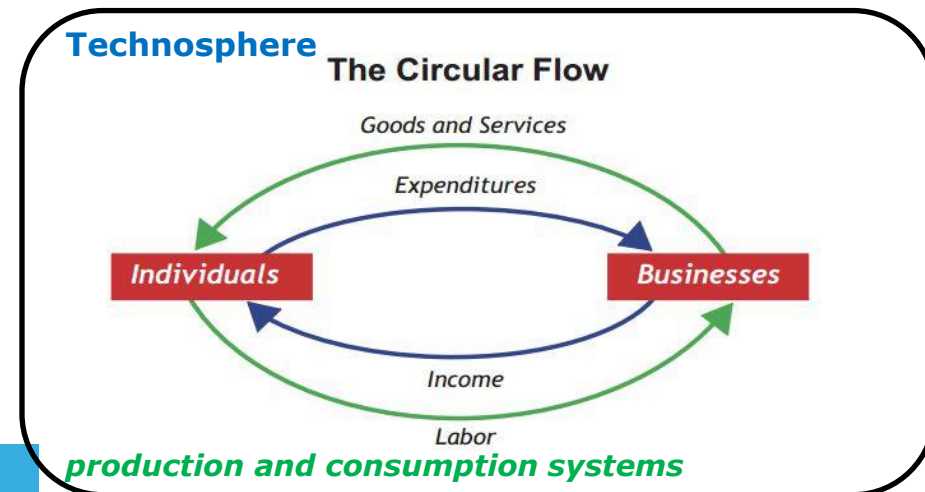 Technosphere
The Circular Flow
Goods and Services
Expenditures
Individuals
Businesses
Income
Labor
production and consumption systems